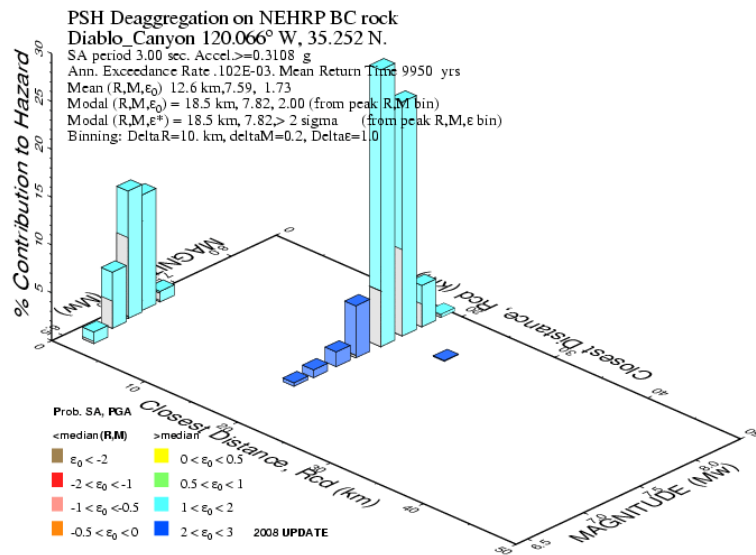 PSH Deaggregation on NEHRP BC rock
Diablo_Canyon 120.066° W, 35.252 N.
SA period 3.00 sec. Accel.>=0.3108 g
Ann. Exceedance Rate .102E-03. Mean Return Time 9950 yrs
Mean (R,M,ε₀) 12.6 km,7.59, 1.73
Modal (R,M,ε₀) = 18.5 km, 7.82, 2.00 (from peak R,M bin)
Modal (R,M,ε*) = 18.5 km, 7.82,> 2 sigma (from peak R,M,ε bin)
Binning: DeltaR=10. km, deltaM=0.2, Deltaε=1.0
% Contribution to Hazard
0
5
10
15
20
25
30
0
30
40
Closest Distance, Rcd (km)
10
20
30
40
50
Closest Distance, Rcd (km)
6.5
7.0
7.5
8.0
MAGNITUDE (Mw)
Prob. SA, PGA
<median(R,M) >median
ε₀ < -2 0 < ε₀ < 0.5
-2 < ε₀ < -1 0.5 < ε₀ < 1
-1 < ε₀ < -0.5 1 < ε₀ < 2
-0.5 < ε₀ < 0 2 < ε₀ < 3
2008 UPDATE